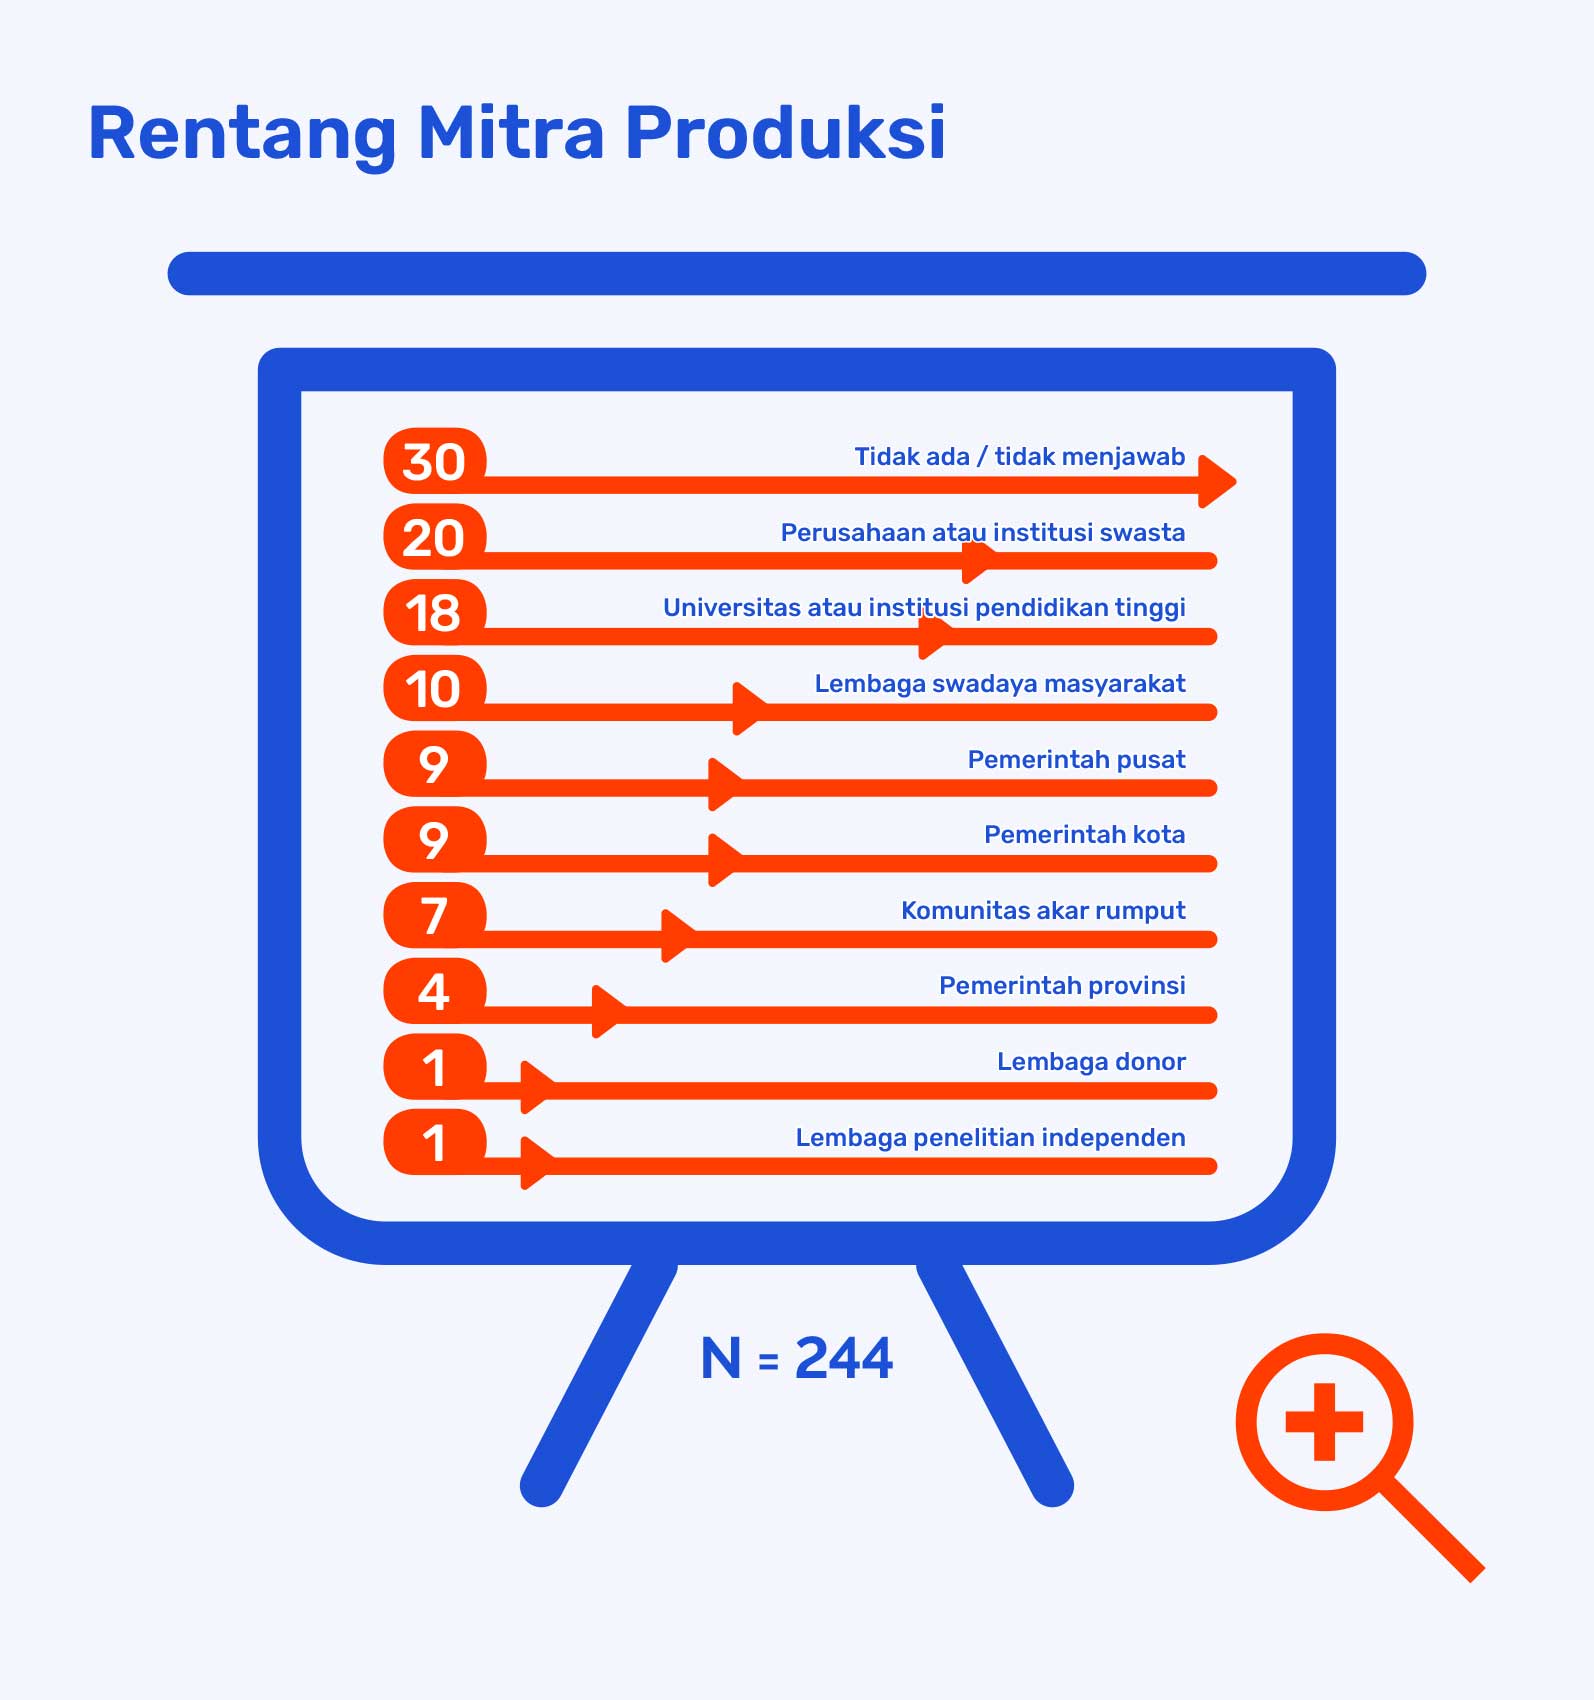 Rentang Mitra Produksi
30 Tidak ada / tidak menjawab
20 Perusahaan atau institusi swasta
18 Universitas atau institusi pendidikan tinggi
10 Lembaga swadaya masyarakat
9 Pemerintah pusat
9 Pemerintah kota
7 Komunitas akar rumput
4 Pemerintah provinsi
1 Lembaga donor
1 Lembaga penelitian independen
N = 244